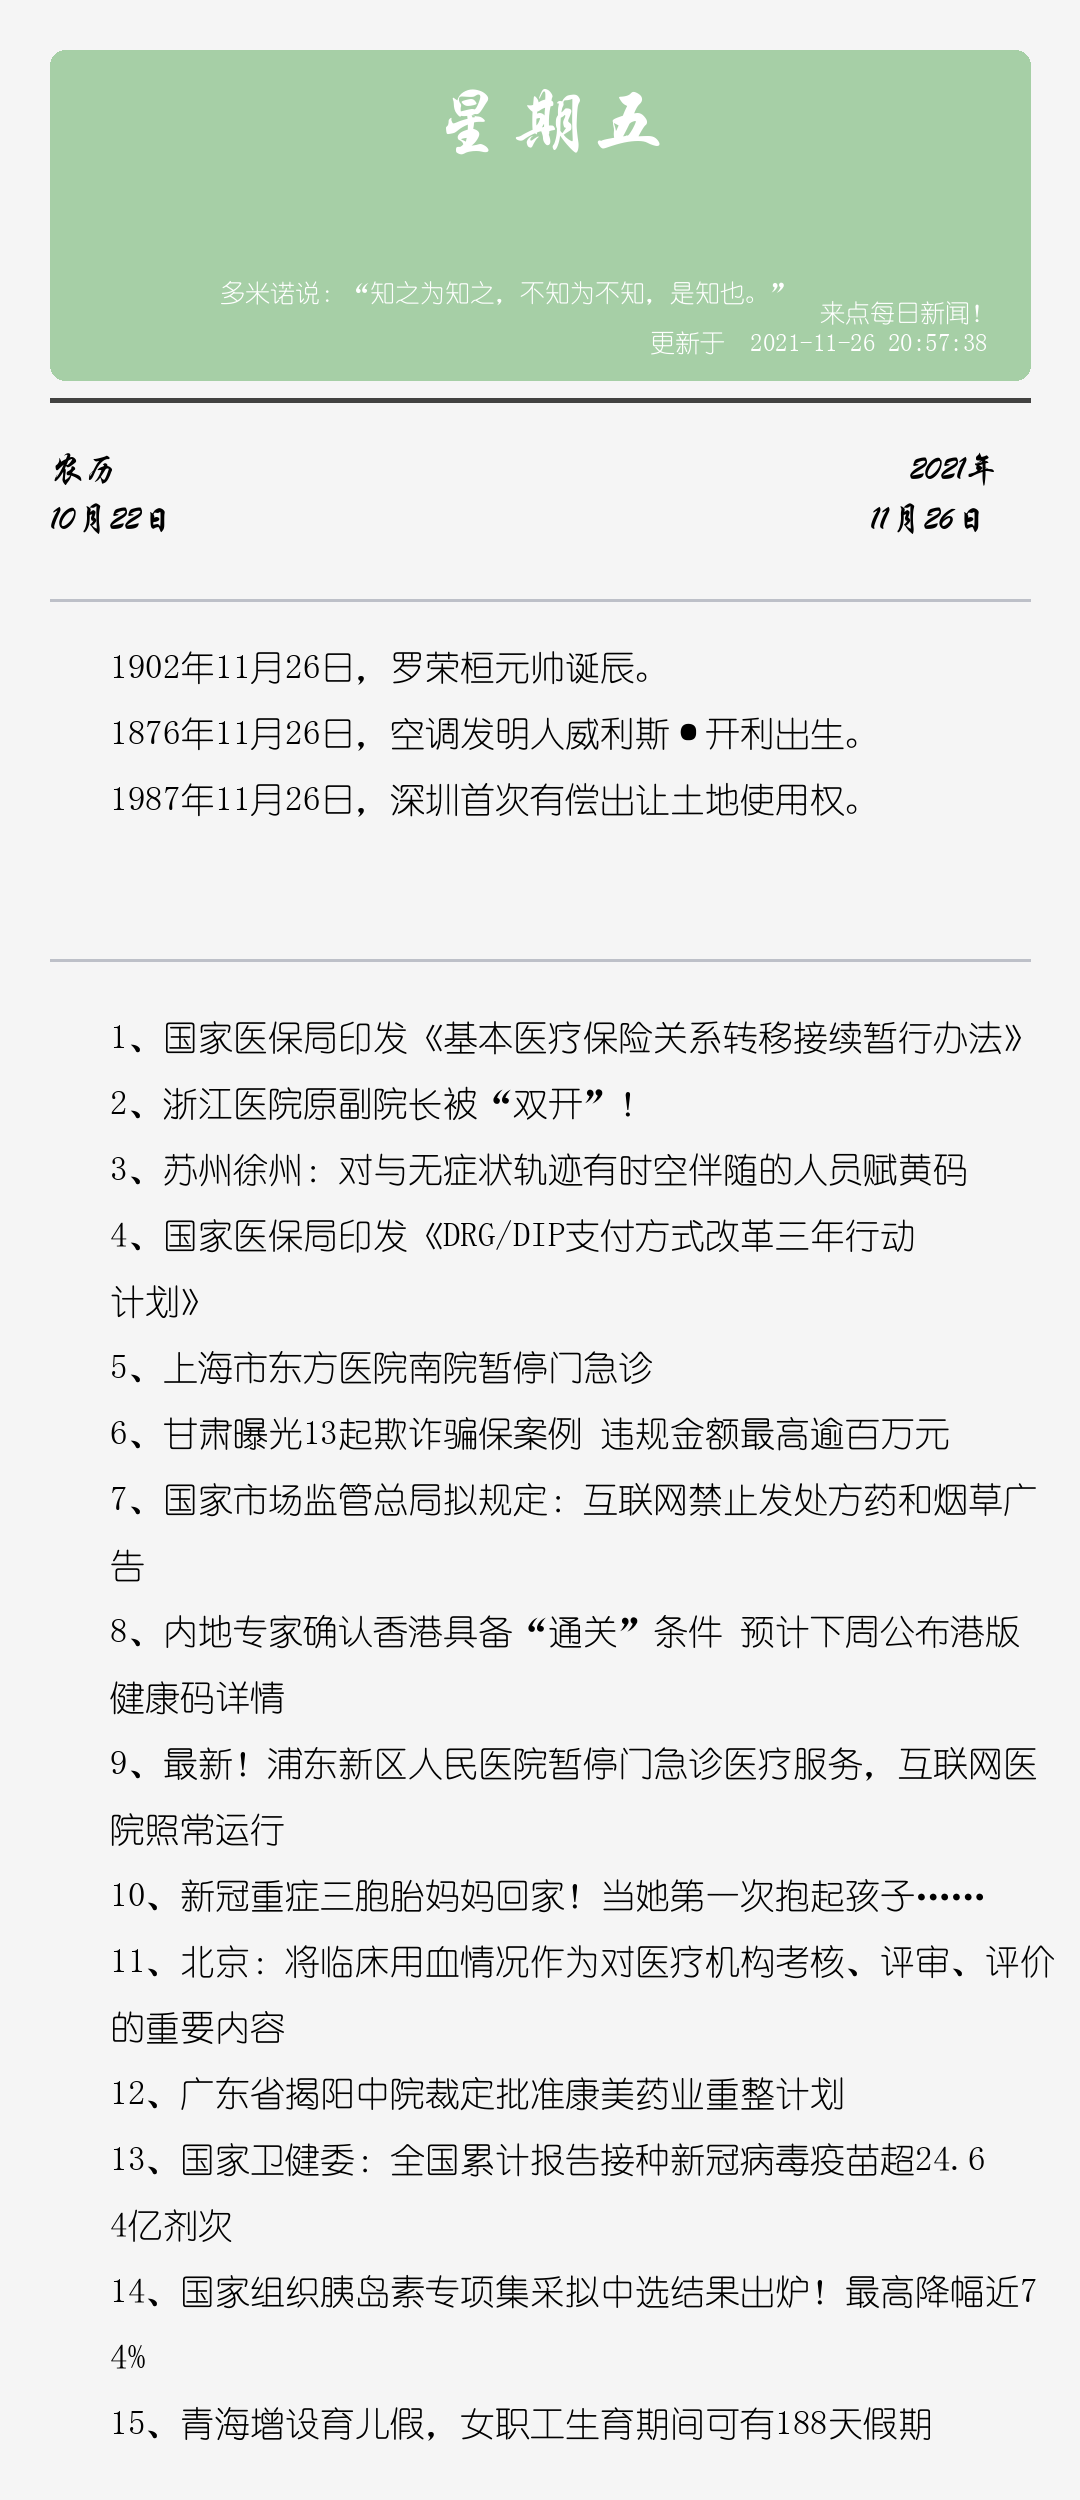 星期五
多米诺说：“知之为知之，不知为不知，是知也。”
来点每日新闻！
更新于 2021-11-26 20:57:38
农历
2021年
10月22日
11月26日
1902年11月26日，罗荣桓元帅诞辰。
1876年11月26日，空调发明人威利斯•开利出生。
1987年11月26日，深圳首次有偿出让土地使用权。
1、国家医保局印发《基本医疗保险关系转移接续暂行办法》
2、浙江医院原副院长被“双开”！
3、苏州徐州：对与无症状轨迹有时空伴随的人员赋黄码
4、国家医保局印发《DRG/DIP支付方式改革三年行动
计划》
5、上海市东方医院南院暂停门急诊
6、甘肃曝光13起欺诈骗保案例 违规金额最高逾百万元
7、国家市场监管总局拟规定：互联网禁止发处方药和烟草广
告
8、内地专家确认香港具备“通关”条件 预计下周公布港版
健康码详情
9、最新！浦东新区人民医院暂停门急诊医疗服务，互联网医
院照常运行
10、新冠重症三胞胎妈妈回家！当她第一次抱起孩子……
11、北京：将临床用血情况作为对医疗机构考核、评审、评价
的重要内容
12、广东省揭阳中院裁定批准康美药业重整计划
13、国家卫健委：全国累计报告接种新冠病毒疫苗超24.6
4亿剂次
14、国家组织胰岛素专项集采拟中选结果出炉！最高降幅近7
4%
15、青海增设育儿假，女职工生育期间可有188天假期